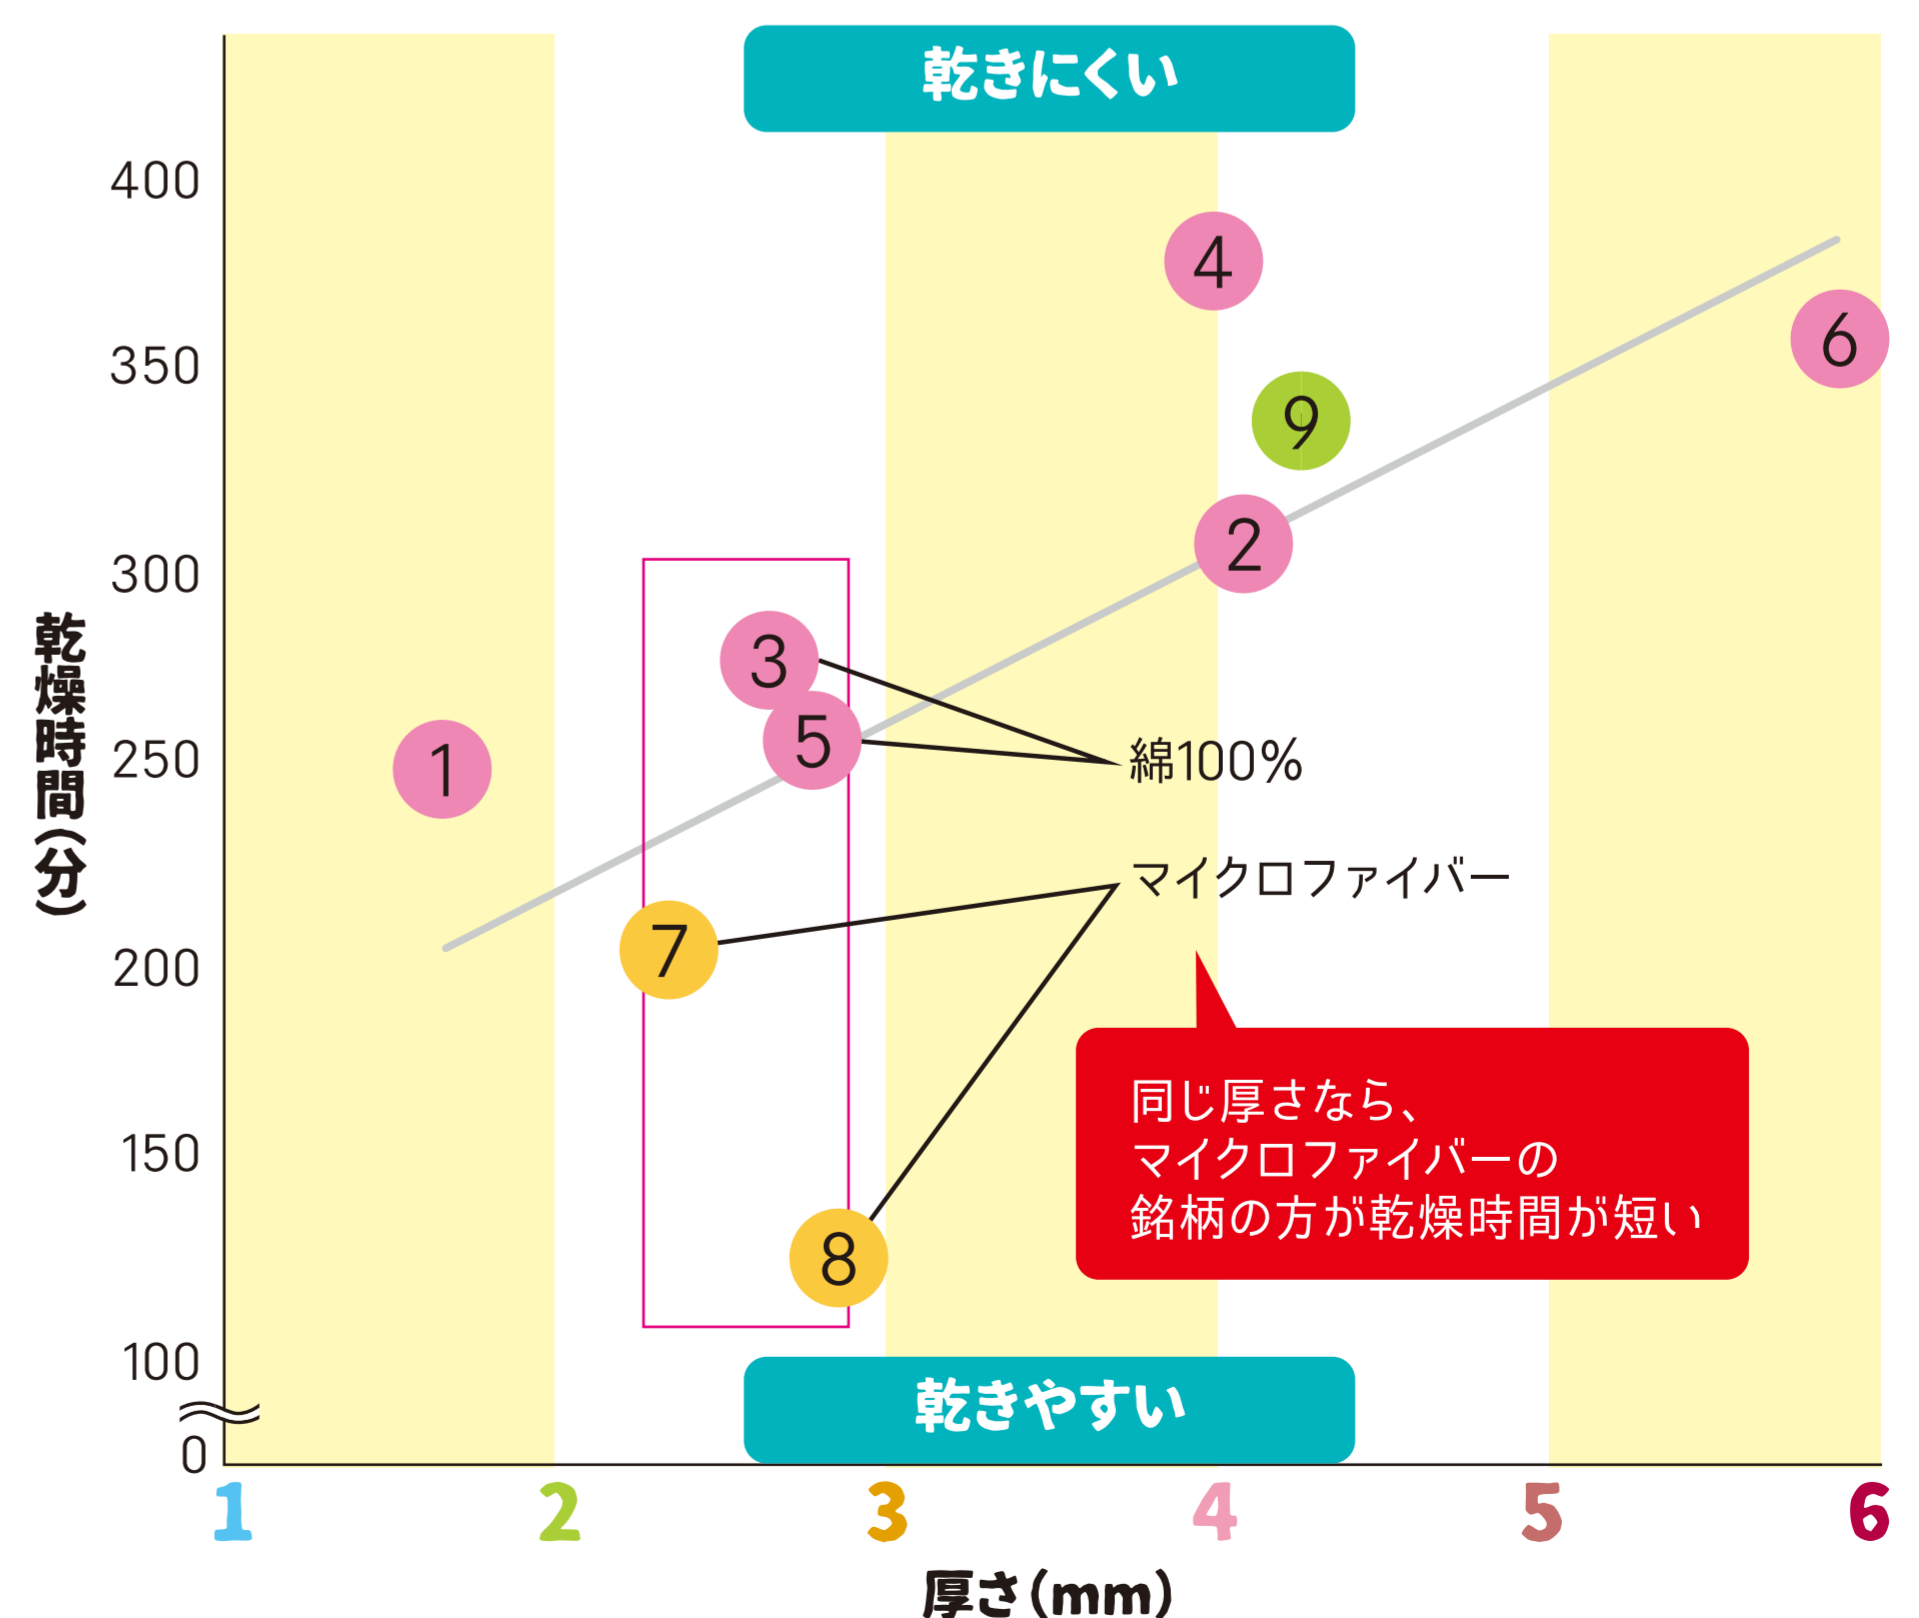 乾きにくい
400
350
300
250
200
150
100
0
乾燥時間(分)
4
6
9
2
3
5
1
7
8
綿100%
マイクロファイバー
同じ厚さなら、
マイクロファイバーの
銘柄の方が乾燥時間が短い
乾きやすい
1 2 3 4 5 6
厚さ(mm)